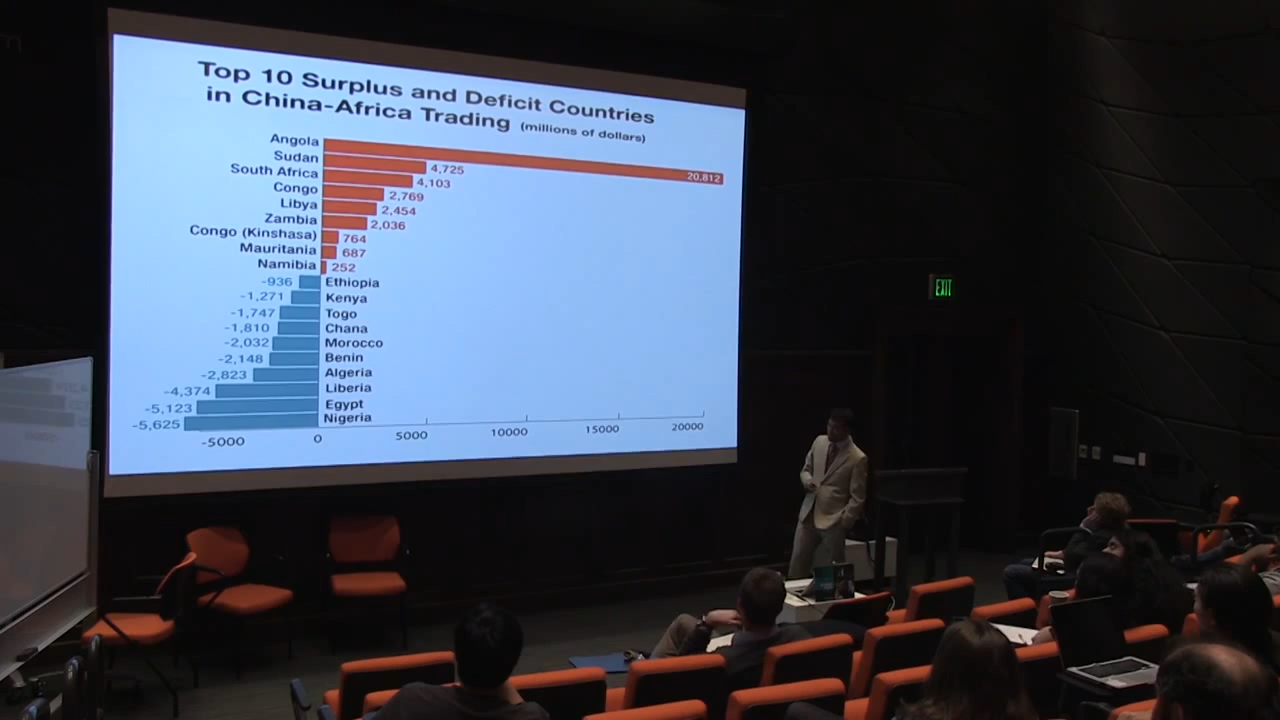 Top 10 Surplus and Deficit Countries
in China-Africa Trading (millions of dollars)
Angola 20,812
Sudan 4,725
South Africa 4,103
Congo 2,769
Libya 2,454
Zambia 2,036
Congo (Kinshasa) 764
Mauritania 687
Namibia 252
-936 Ethiopia
-1,271 Kenya
-1,747 Togo
-1,810 Chana
-2,032 Morocco
-2,148 Benin
-2,823 Algeria
-4,374 Liberia
-5,123 Egypt
-5,625 Nigeria
-5000 0 5000 10000 15000 20000
EXIT